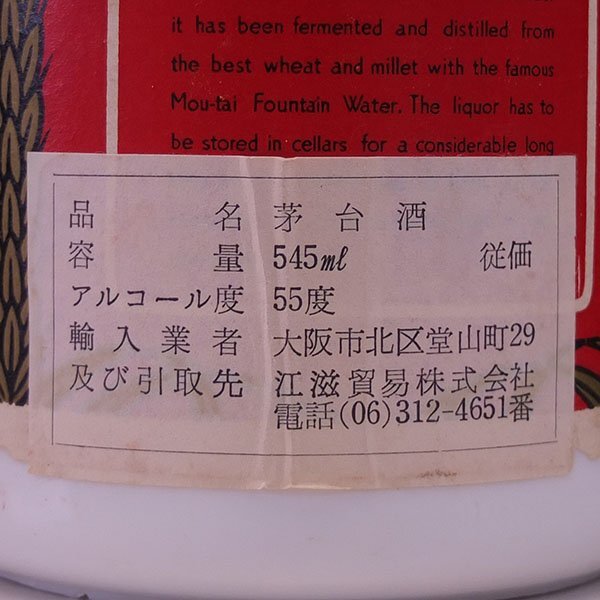 it has been fermented and distilled from
the best wheat and millet with the famous
Mou-tai Fountain Water. The liquor has to
be stored in cellars for a considerable long
品名 茅台酒
容量 545ml 従価
アルコール度 55度
輸入業者 大阪市北区堂山町29
及び引取先 江滋貿易株式会社
電話(06)312-4651番